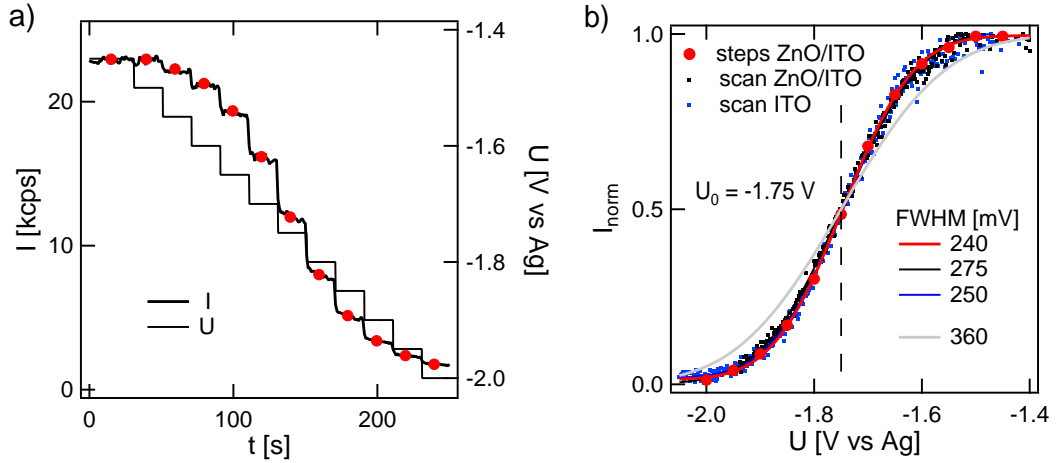 a)
I [kcps]
20
10
0
0
100
200
t [s]
-1.4
-1.6
-1.8
-2.0
U [V vs Ag]
I
U
b)
I_norm
1.0
0.5
0.0
-2.0
-1.8
-1.6
-1.4
U [V vs Ag]
steps ZnO/ITO
scan ZnO/ITO
scan ITO
U₀ = -1.75 V
FWHM [mV]
240
275
250
360